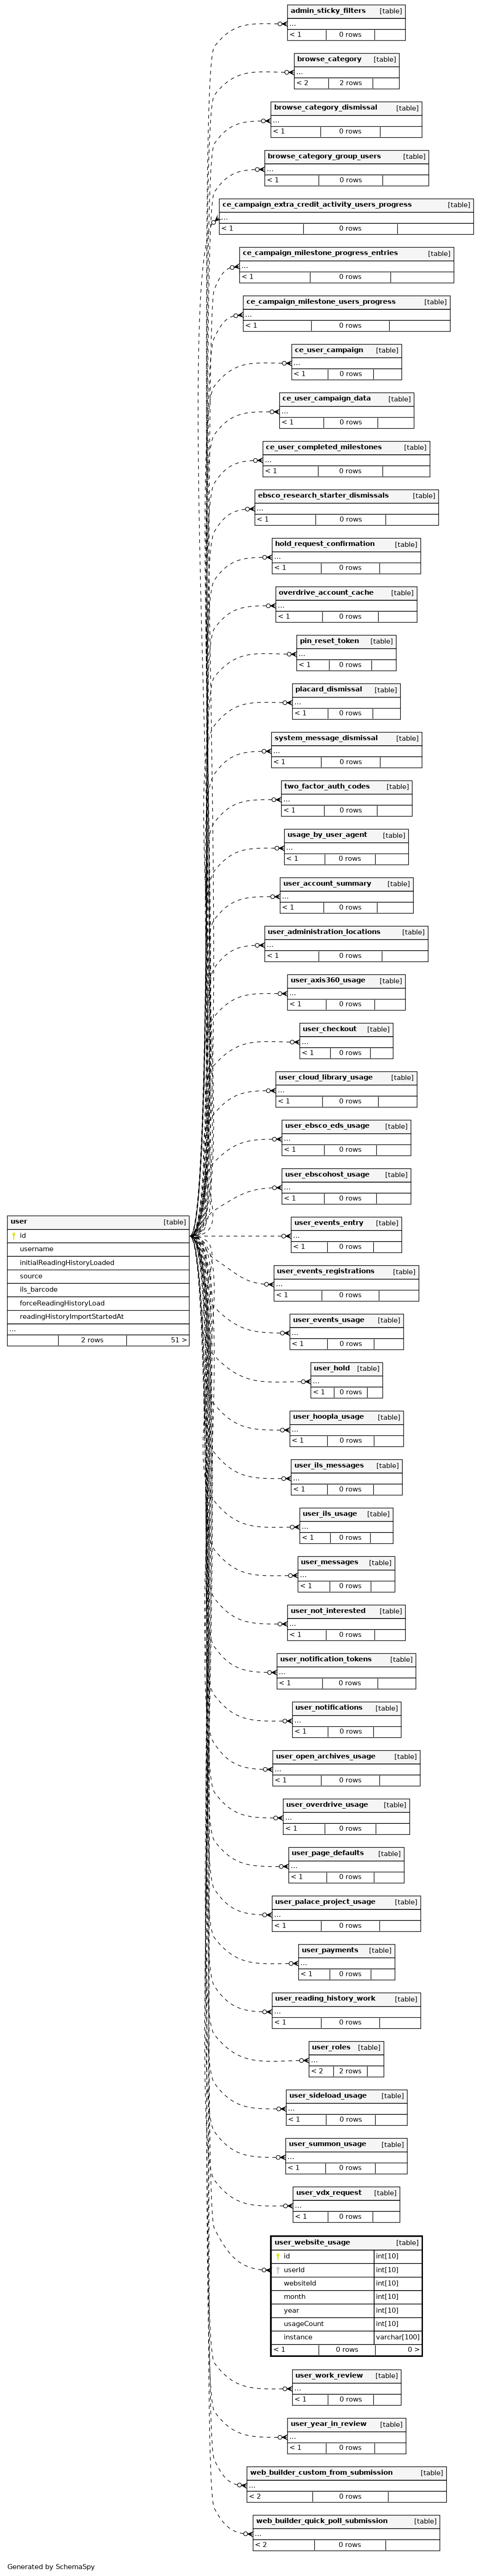 admin_sticky_filters [table]
...
< 1 0 rows
browse_category [table]
...
< 2 2 rows
browse_category_dismissal [table]
...
< 1 0 rows
browse_category_group_users [table]
...
< 1 0 rows
ce_campaign_extra_credit_activity_users_progress [table]
...
< 1 0 rows
ce_campaign_milestone_progress_entries [table]
...
< 1 0 rows
ce_campaign_milestone_users_progress [table]
...
< 1 0 rows
ce_user_campaign [table]
...
< 1 0 rows
ce_user_campaign_data [table]
...
< 1 0 rows
ce_user_completed_milestones [table]
...
< 1 0 rows
ebsco_research_starter_dismissals [table]
...
< 1 0 rows
hold_request_confirmation [table]
...
< 1 0 rows
overdrive_account_cache [table]
...
< 1 0 rows
pin_reset_token [table]
...
< 1 0 rows
placard_dismissal [table]
...
< 1 0 rows
system_message_dismissal [table]
...
< 1 0 rows
two_factor_auth_codes [table]
...
< 1 0 rows
usage_by_user_agent [table]
...
< 1 0 rows
user_account_summary [table]
...
< 1 0 rows
user_administration_locations [table]
...
< 1 0 rows
user_axis360_usage [table]
...
< 1 0 rows
user_checkout [table]
...
< 1 0 rows
user_cloud_library_usage [table]
...
< 1 0 rows
user_ebsco_eds_usage [table]
...
< 1 0 rows
user_ebscohost_usage [table]
...
< 1 0 rows
user [table]
id
username
initialReadingHistoryLoaded
source
ils_barcode
forceReadingHistoryLoad
readingHistoryImportStartedAt
...
2 rows 51 >
user_events_entry [table]
...
< 1 0 rows
user_events_registrations [table]
...
< 1 0 rows
user_events_usage [table]
...
< 1 0 rows
user_hold [table]
...
< 1 0 rows
user_hoopla_usage [table]
...
< 1 0 rows
user_ils_messages [table]
...
< 1 0 rows
user_ils_usage [table]
...
< 1 0 rows
user_messages [table]
...
< 1 0 rows
user_not_interested [table]
...
< 1 0 rows
user_notification_tokens [table]
...
< 1 0 rows
user_notifications [table]
...
< 1 0 rows
user_open_archives_usage [table]
...
< 1 0 rows
user_overdrive_usage [table]
...
< 1 0 rows
user_page_defaults [table]
...
< 1 0 rows
user_palace_project_usage [table]
...
< 1 0 rows
user_payments [table]
...
< 1 0 rows
user_reading_history_work [table]
...
< 1 0 rows
user_roles [table]
...
< 2 2 rows
user_sideload_usage [table]
...
< 1 0 rows
user_summon_usage [table]
...
< 1 0 rows
user_vdx_request [table]
...
< 1 0 rows
user_website_usage [table]
id int[10]
userId int[10]
websiteId int[10]
month int[10]
year int[10]
usageCount int[10]
instance varchar[100]
< 1 0 rows 0 >
user_work_review [table]
...
< 1 0 rows
user_year_in_review [table]
...
< 1 0 rows
web_builder_custom_from_submission [table]
...
< 2 0 rows
web_builder_quick_poll_submission [table]
...
< 2 0 rows
Generated by SchemaSpy